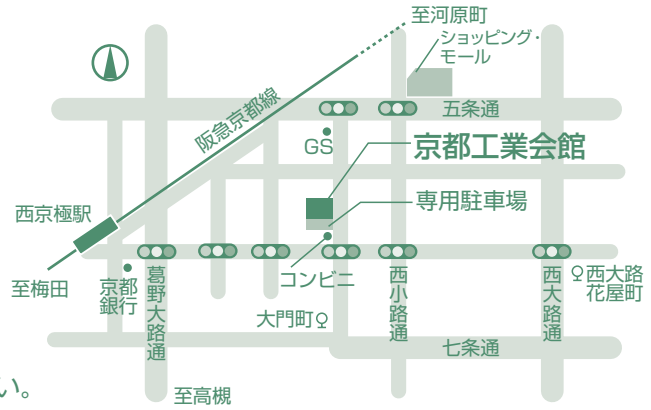 至河原町
ショッピング・
モール
阪急京都線
五条通
GS
京都工業会館
専用駐車場
西京極駅
至梅田
京都
銀行
葛野大路通
コンビニ
西小路通
西大路通
西大路
花屋町
大門町
七条通
い。
至高槻